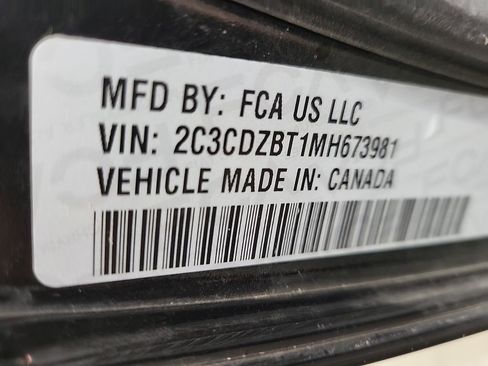 MFD BY: FCA US LLC
VIN: 2C3CDZBT1MH673981
VEHICLE MADE IN: CANADA